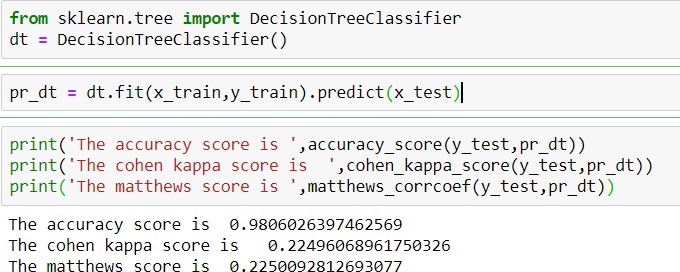 from sklearn.tree import DecisionTreeClassifier
dt = DecisionTreeClassifier()
pr_dt = dt.fit(x_train,y_train).predict(x_test)
print('The accuracy score is ',accuracy_score(y_test,pr_dt))
print('The cohen kappa score is  ',cohen_kappa_score(y_test,pr_dt))
print('The matthews score is ',matthews_corrcoef(y_test,pr_dt))
The accuracy score is  0.9806026397462569
The cohen kappa score is   0.22496068961750326
The matthews score is  0.2250092812693077